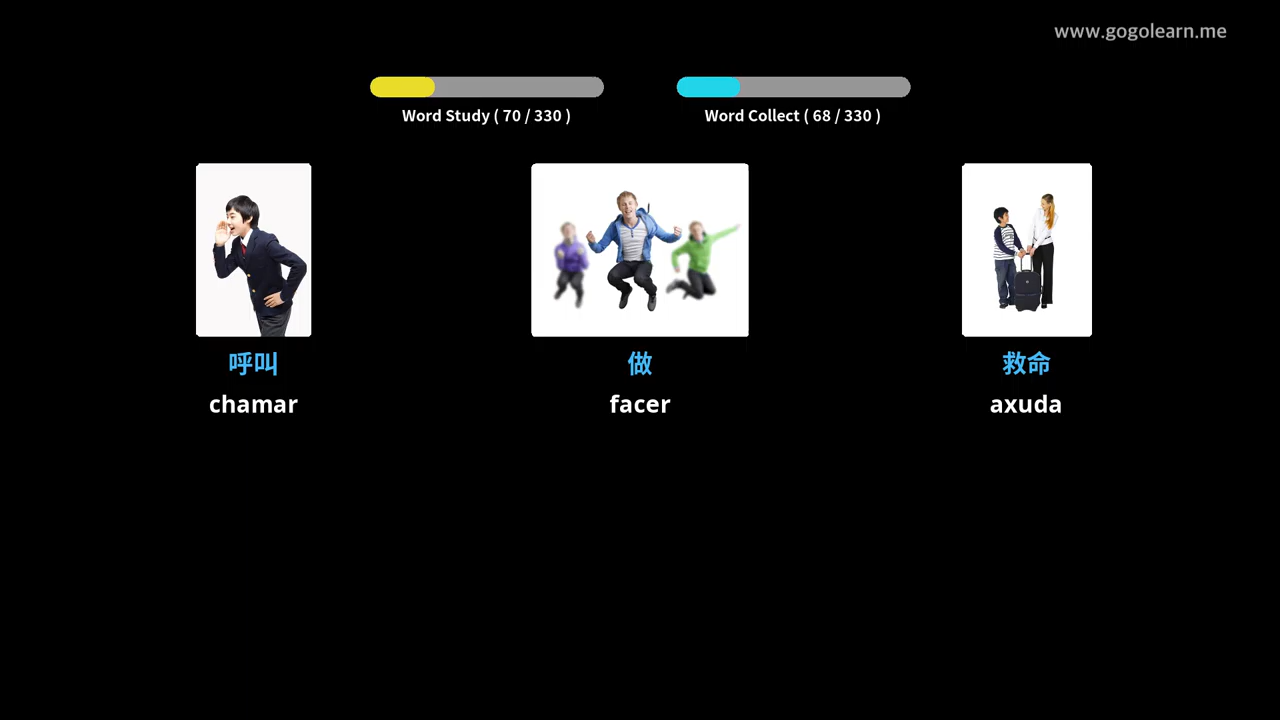 www.gogolearn.me
Word Study ( 70 / 330 )
Word Collect ( 68 / 330 )
呼叫
做
救命
chamar
facer
axuda